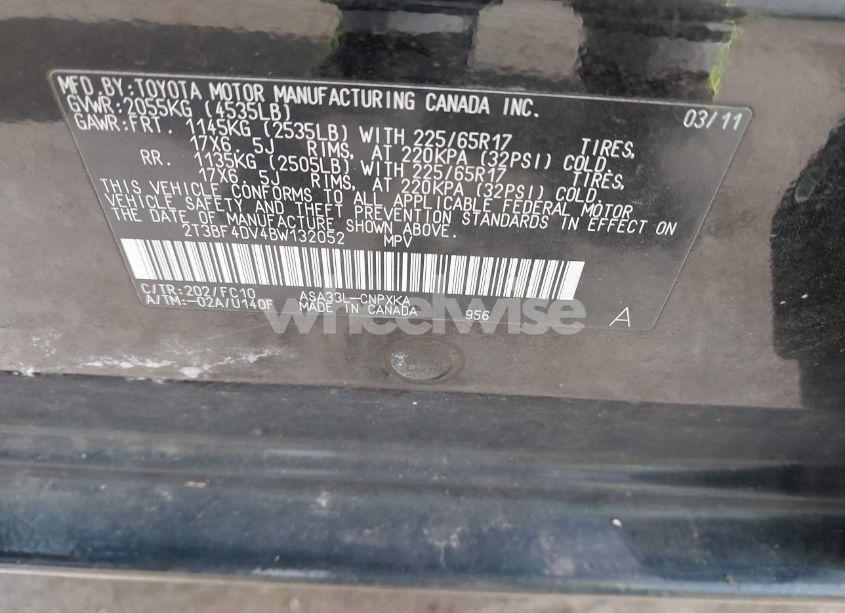 MFD.BY:TOYOTA MOTOR MANUFACTURING CANADA INC.
GVWR:2055KG (4535LB) 03/11
GAWR:FRT. 1145KG (2535LB) WITH 225/65R17 TIRES,
17X6.5J RIMS, AT 220KPA (32PSI) COLD.
RR. 1135KG (2505LB) WITH 225/65R17 TIRES,
17X6.5J RIMS, AT 220KPA (32PSI) COLD.
THIS VEHICLE CONFORMS TO ALL APPLICABLE FEDERAL MOTOR
VEHICLE SAFETY AND THEFT PREVENTION STANDARDS IN EFFECT ON
THE DATE OF MANUFACTURE SHOWN ABOVE.
2T3BF4DV4BW132052 MPV
C/TR:202/FC10 ASA33L-CNPXKA
A/TM:-02A/U140F MADE IN CANADA 956 A
wheelwise